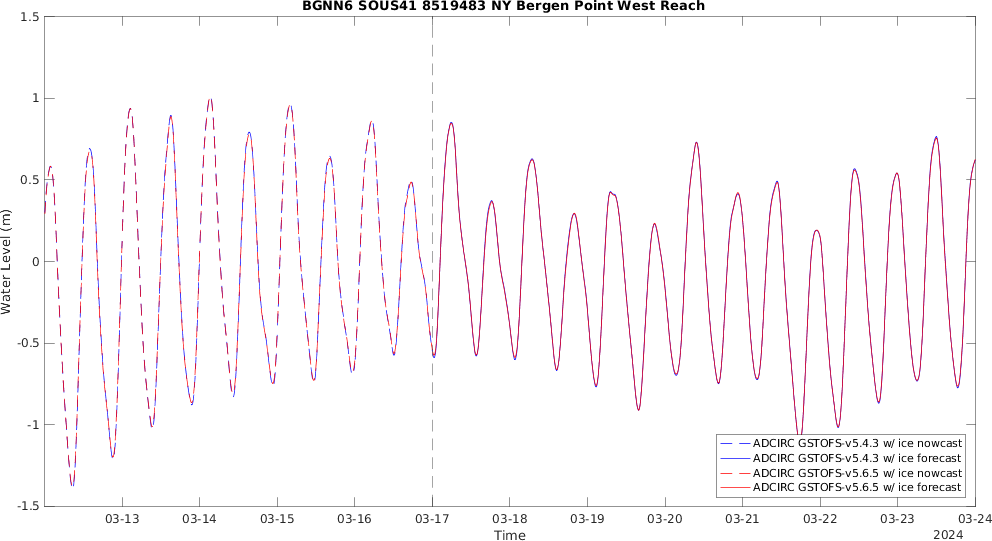 BGNN6 SOUS41 8519483 NY Bergen Point West Reach
1.5
1
0.5
0
-0.5
-1
-1.5
Water Level (m)
ADCIRC GSTOFS-v5.4.3 w/ ice nowcast
ADCIRC GSTOFS-v5.4.3 w/ ice forecast
ADCIRC GSTOFS-v5.6.5 w/ ice nowcast
ADCIRC GSTOFS-v5.6.5 w/ ice forecast
03-13 03-14 03-15 03-16 03-17 03-18 03-19 03-20 03-21 03-22 03-23 03-24
Time
2024